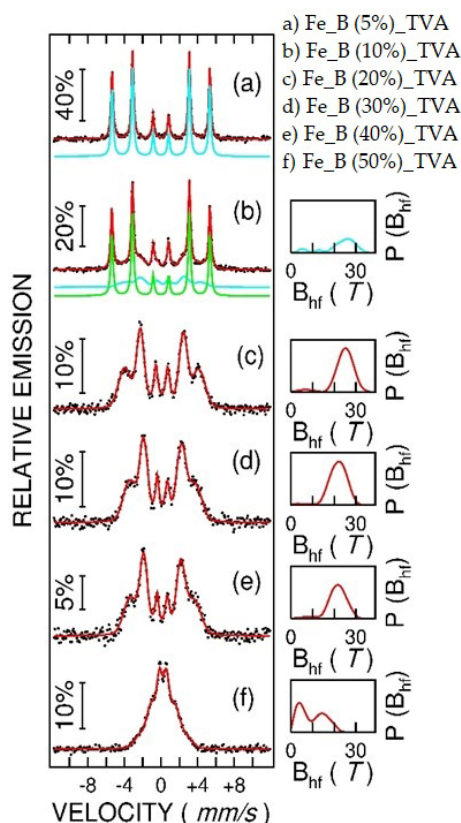 a) Fe_B (5%)_TVA
b) Fe_B (10%)_TVA
c) Fe_B (20%)_TVA
d) Fe_B (30%)_TVA
e) Fe_B (40%)_TVA
f) Fe_B (50%)_TVA
RELATIVE EMISSION
40%
(a)
20%
(b)
P (Bhf)
0 30
Bhf (T)
10%
(c)
P (Bhf)
0 30
Bhf (T)
10%
(d)
P (Bhf)
0 30
Bhf (T)
5%
(e)
P (Bhf)
0 30
Bhf (T)
10%
(f)
P (Bhf)
0 30
Bhf (T)
-8 -4 0 +4 +8
VELOCITY ( mm/s )